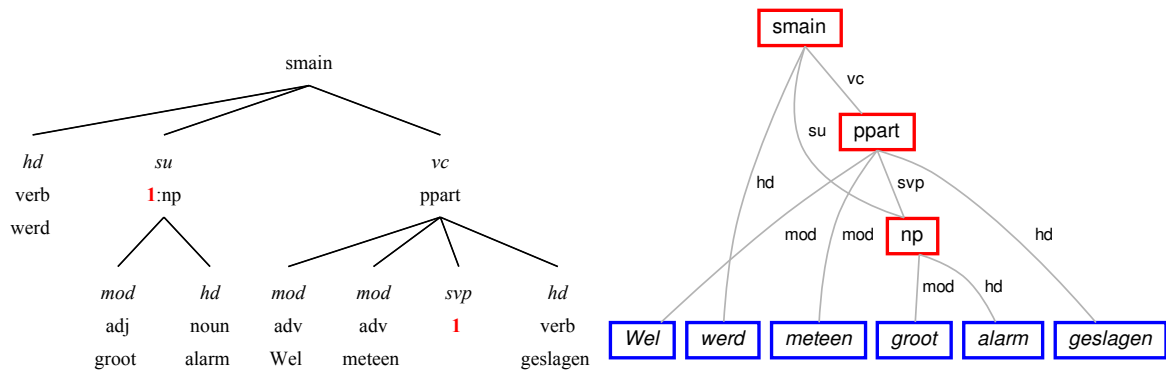 smain
hd su vc
verb 1:np ppart
werd
mod hd mod mod svp hd
adj noun adv adv 1 verb
groot alarm Wel meteen geslagen
smain
vc
ppart
su
hd svp
np
mod mod hd
mod hd
Wel werd meteen groot alarm geslagen